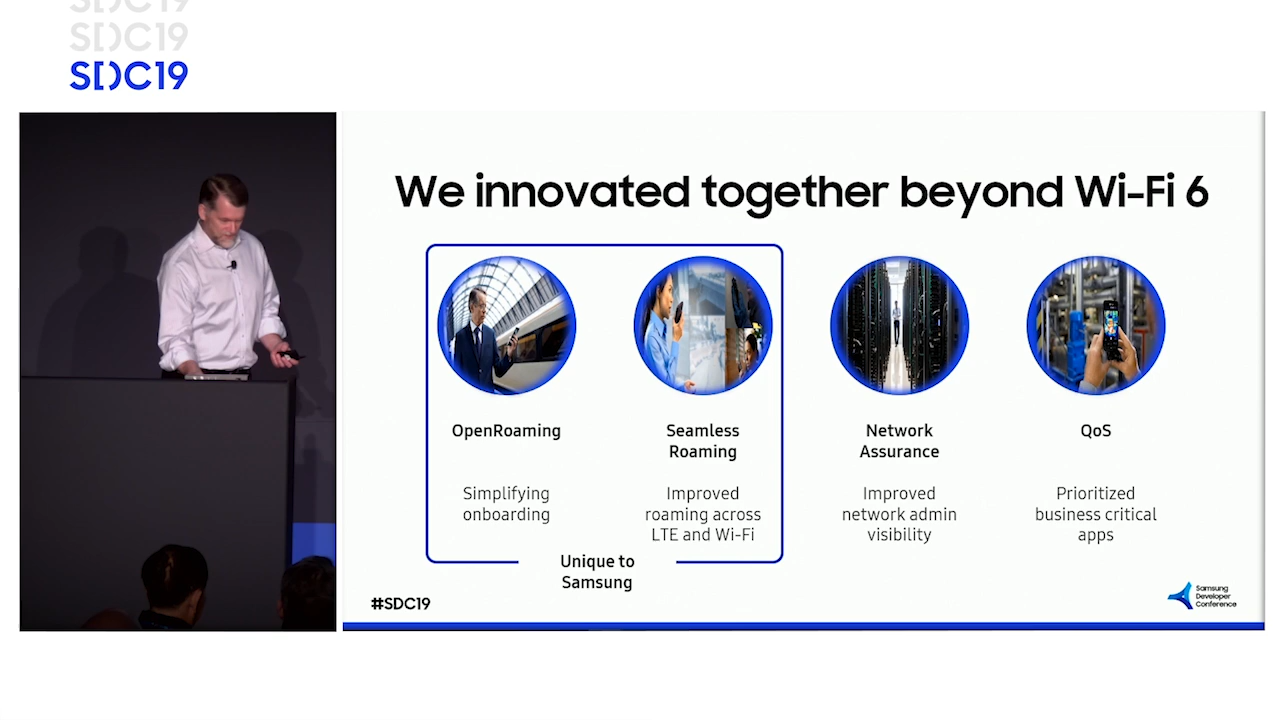 SDC19
SDC19
SDC19
We innovated together beyond Wi-Fi 6
OpenRoaming
Seamless
Roaming
Network
Assurance
QoS
Simplifying
onboarding
Improved
roaming across
LTE and Wi-Fi
Improved
network admin
visibility
Prioritized
business critical
apps
Unique to
Samsung
#SDC19
Samsung
Developer
Conference